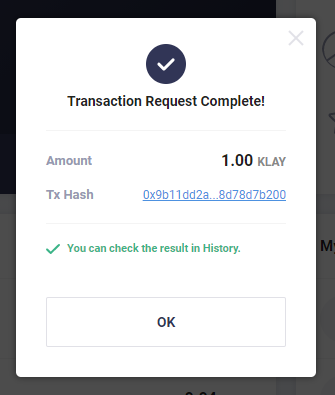 Transaction Request Complete!
Amount 1.00 KLAY
Tx Hash 0x9b11dd2a...8d78d7b200
You can check the result in History.
OK